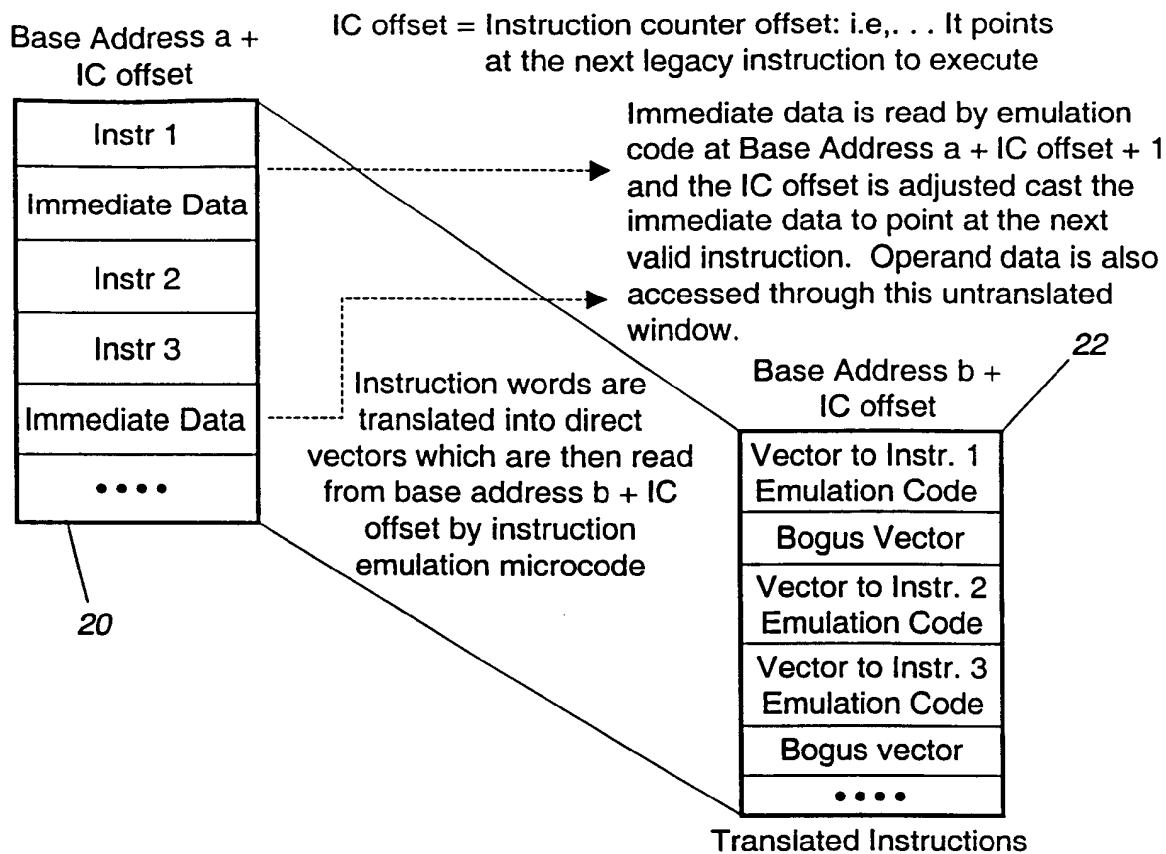 IC offset = Instruction counter offset: i.e,. . . It points
at the next legacy instruction to execute
Base Address a +
IC offset
Instr 1
Immediate Data
Instr 2
Instr 3
Immediate Data
• • • •
20
Immediate data is read by emulation
code at Base Address a + IC offset + 1
and the IC offset is adjusted cast the
immediate data to point at the next
valid instruction. Operand data is also
accessed through this untranslated
window.
Instruction words are
translated into direct
vectors which are then read
from base address b + IC
offset by instruction
emulation microcode
22
Base Address b +
IC offset
Vector to Instr. 1
Emulation Code
Bogus Vector
Vector to Instr. 2
Emulation Code
Vector to Instr. 3
Emulation Code
Bogus vector
• • • •
Translated Instructions